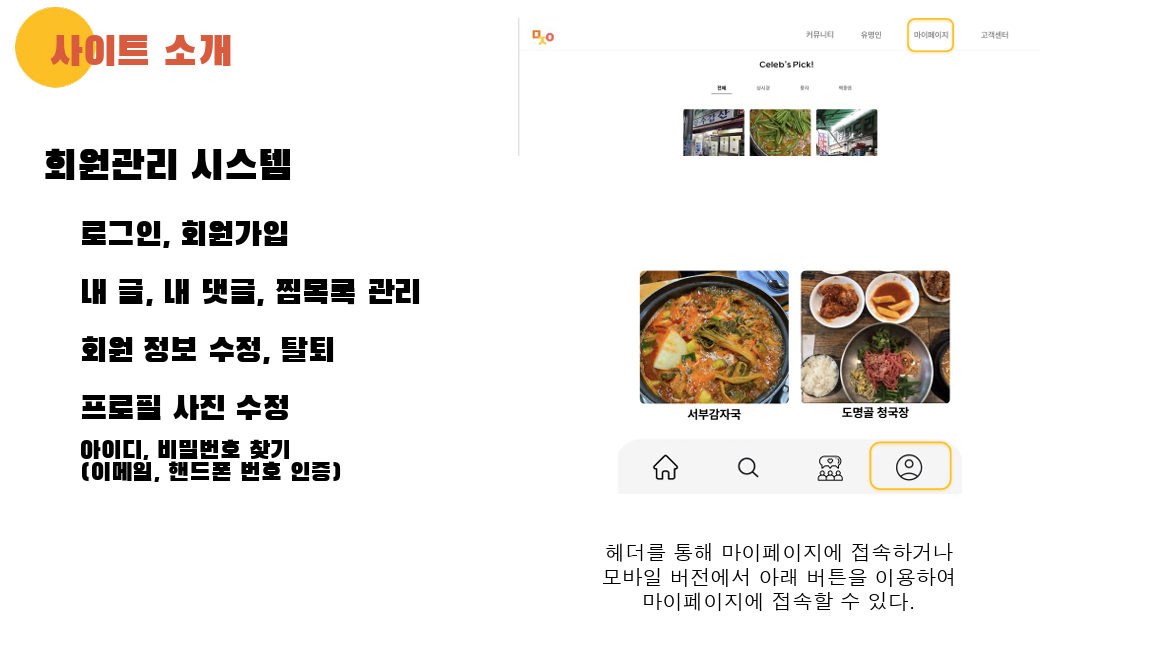 사이트 소개
회원관리 시스템
로그인, 회원가입
내 글, 내 댓글, 찜목록 관리
회원 정보 수정, 탈퇴
프로필 사진 수정
아이디, 비밀번호 찾기
(이메일, 핸드폰 번호 인증)
커뮤니티 유명인 마이페이지 고객센터
Celeb's Pick!
전체 성시경 풍자 백종원
서부감자국 도명골 청국장
헤더를 통해 마이페이지에 접속하거나
모바일 버전에서 아래 버튼을 이용하여
마이페이지에 접속할 수 있다.